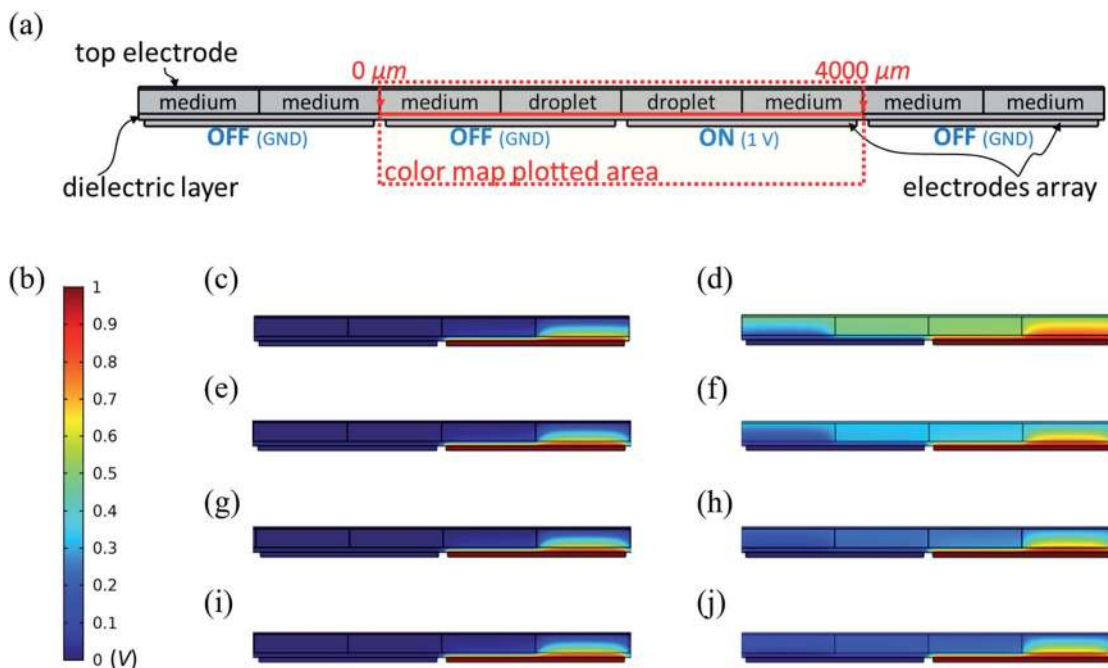 (a)
top electrode
0 μm
4000 μm
medium medium medium droplet droplet medium medium medium
OFF (GND) OFF (GND) ON (1 V) OFF (GND)
dielectric layer
color map plotted area
electrodes array
(b)
(c)
(d)
1
0.9
0.8
(e)
(f)
0.7
0.6
0.5
(g)
(h)
0.4
0.3
0.2
(i)
(j)
0.1
0 (V)